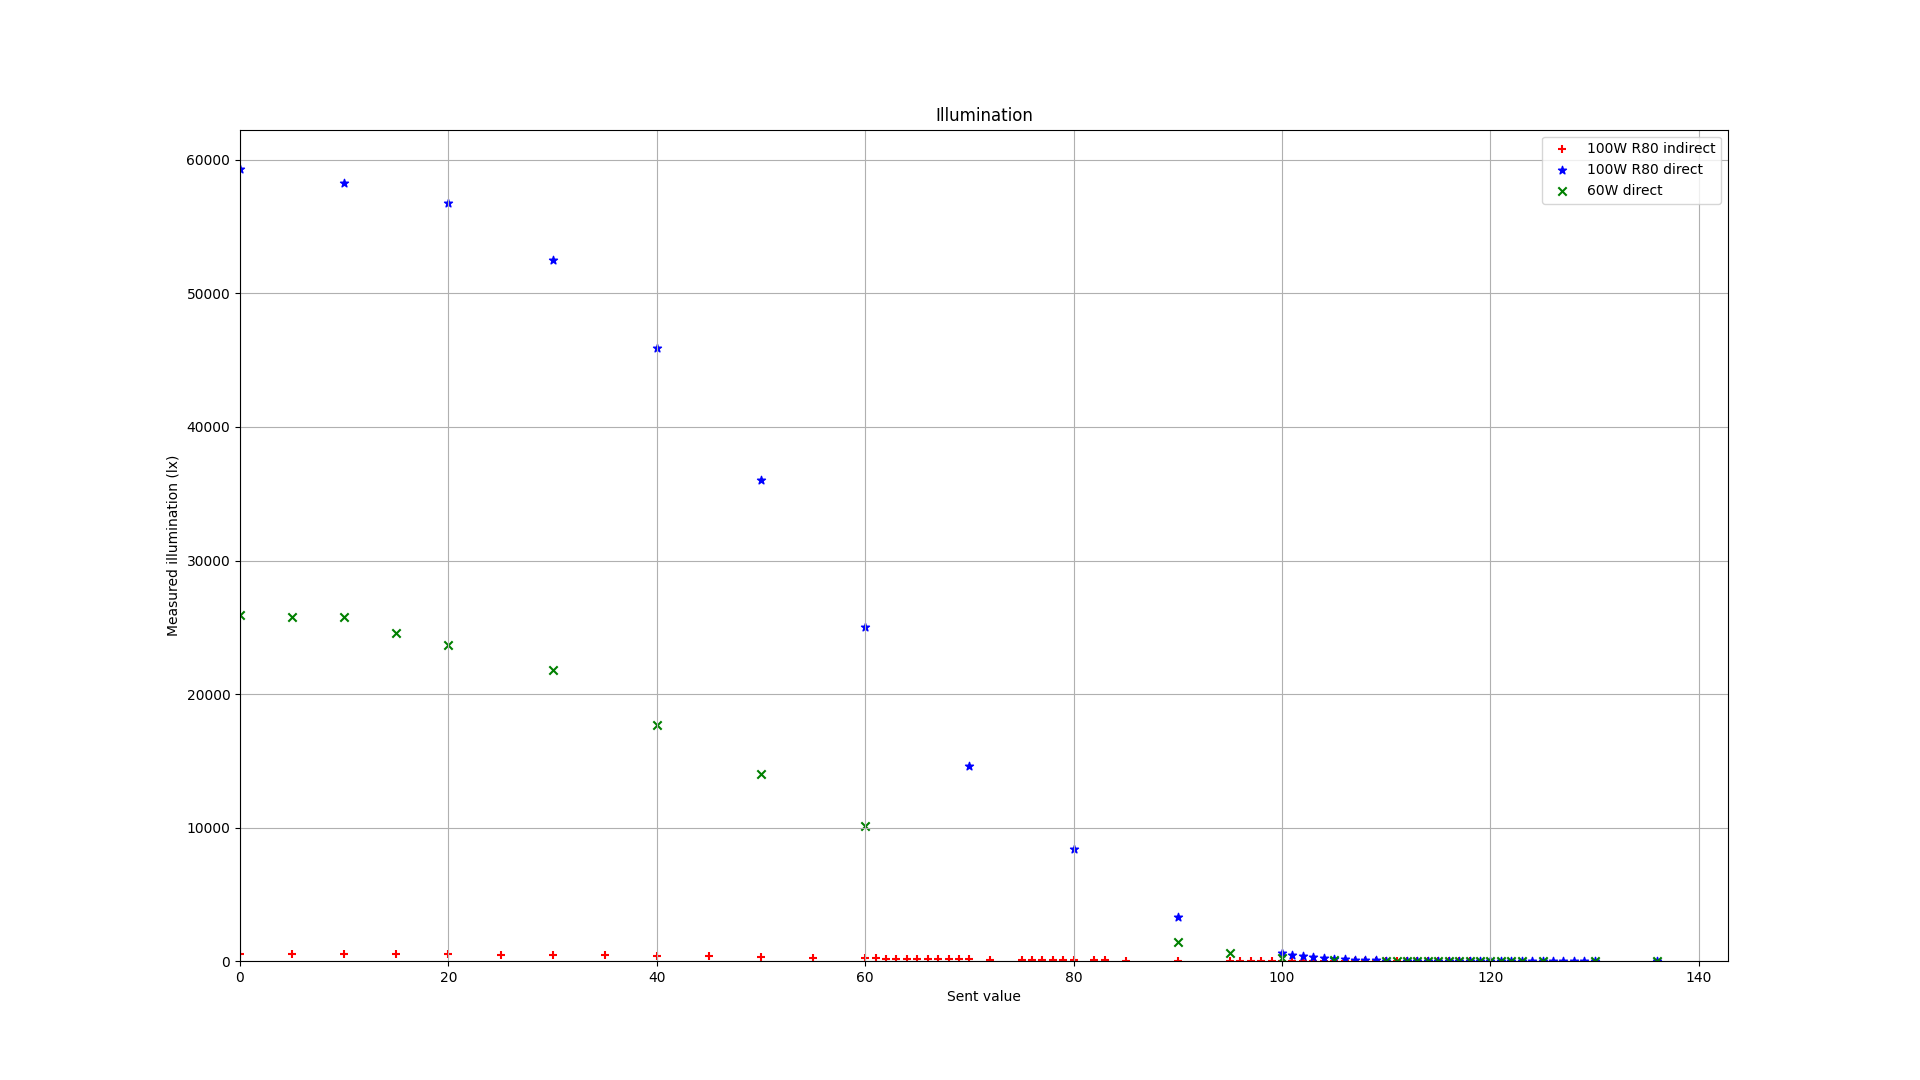 Illumination
100W R80 indirect
100W R80 direct
60W direct
60000
50000
40000
30000
20000
10000
0
Measured illumination (lx)
0 20 40 60 80 100 120 140
Sent value